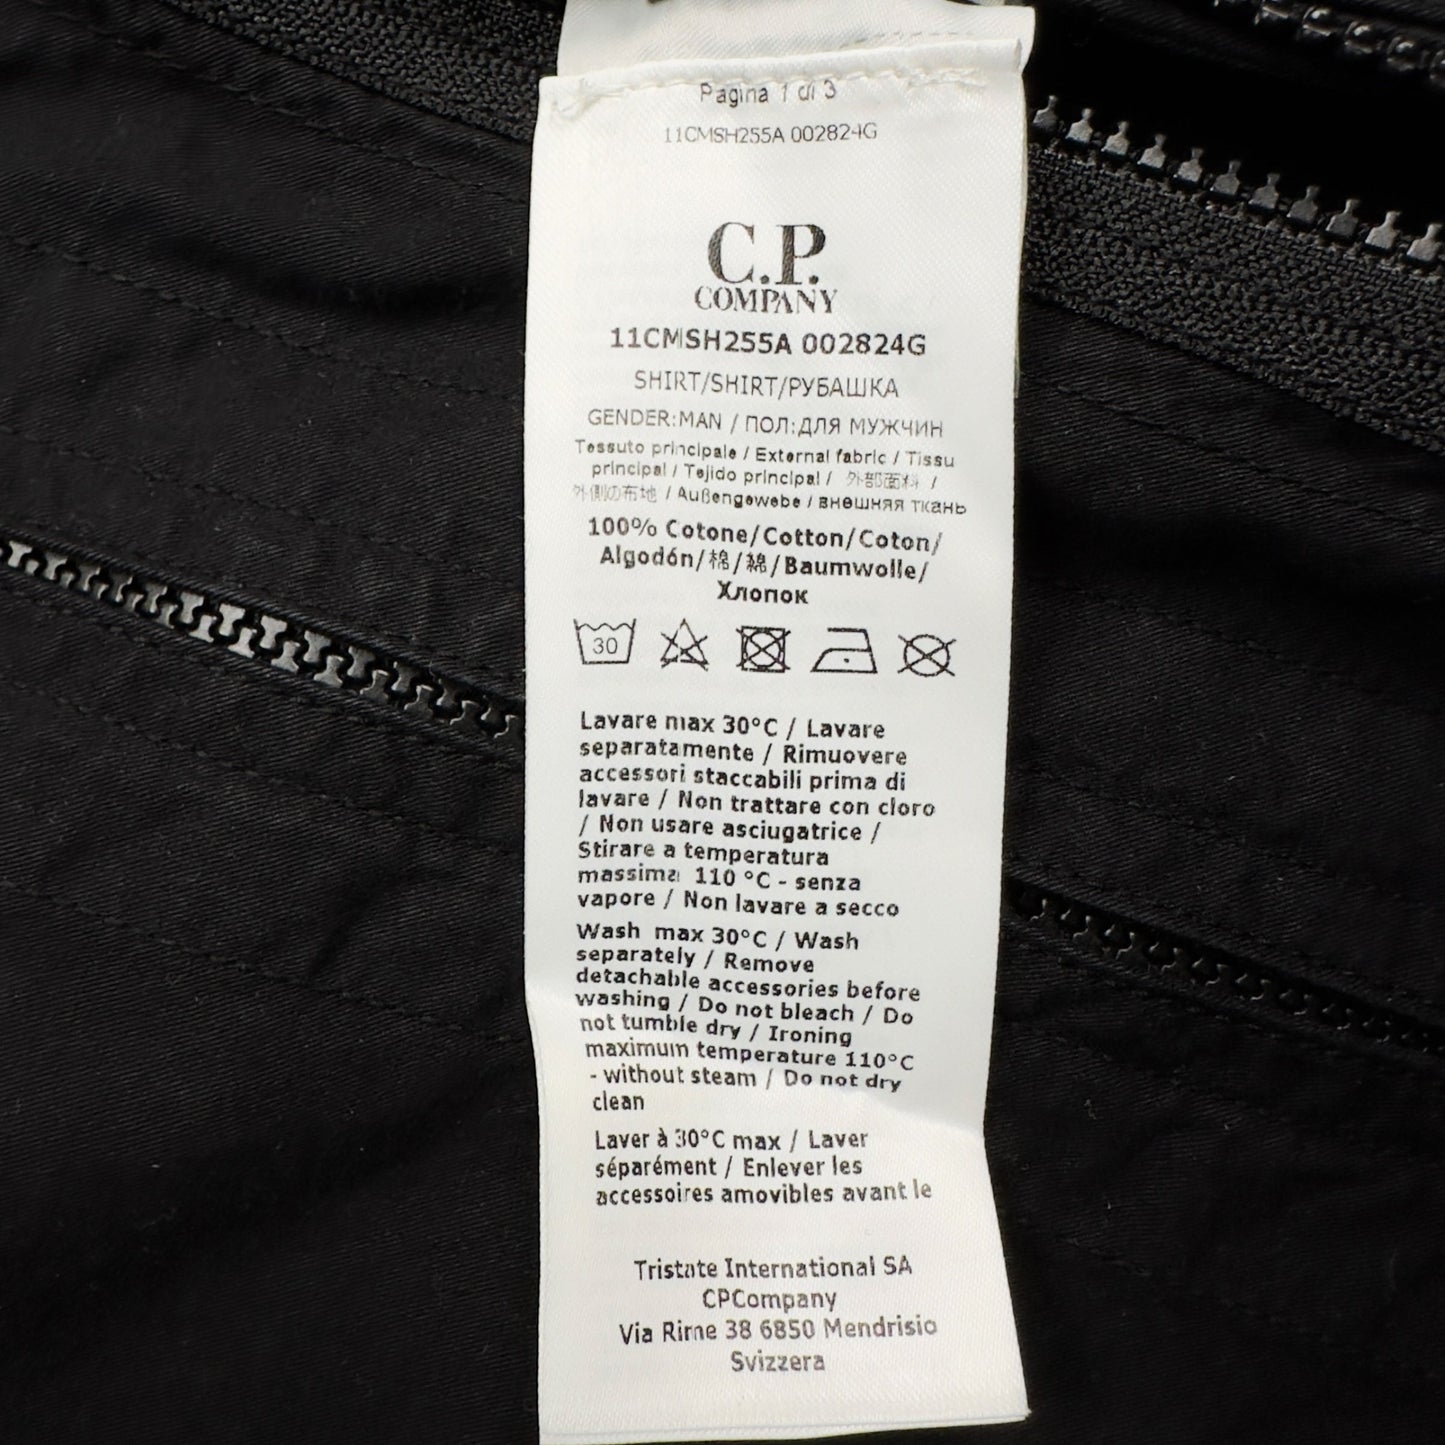 Pagina 1 di 3
11CMSH255A 002824G
C.P.
COMPANY
11CMSH255A 002824G
SHIRT/SHIRT/РУБАШКА
GENDER:MAN / ПОЛ:ДЛЯ МУЖЧИН
Tessuto principale / External fabric / Tissu
principal / Tejido principal / 外部面料 /
外側の布地 / Außengewebe / внешняя ткань
100% Cotone/Cotton/Coton/
Algodón/棉/綿/Baumwolle/
Хлопок
30
Lavare max 30°C / Lavare
separatamente / Rimuovere
accessori staccabili prima di
lavare / Non trattare con cloro
/ Non usare asciugatrice /
Stirare a temperatura
massima 110 °C - senza
vapore / Non lavare a secco
Wash max 30°C / Wash
separately / Remove
detachable accessories before
washing / Do not bleach / Do
not tumble dry / Ironing
maximum temperature 110°C
- without steam / Do not dry
clean
Laver à 30°C max / Laver
séparément / Enlever les
accessoires amovibles avant le
Tristate International SA
CPCompany
Via Rime 38 6850 Mendrisio
Svizzera